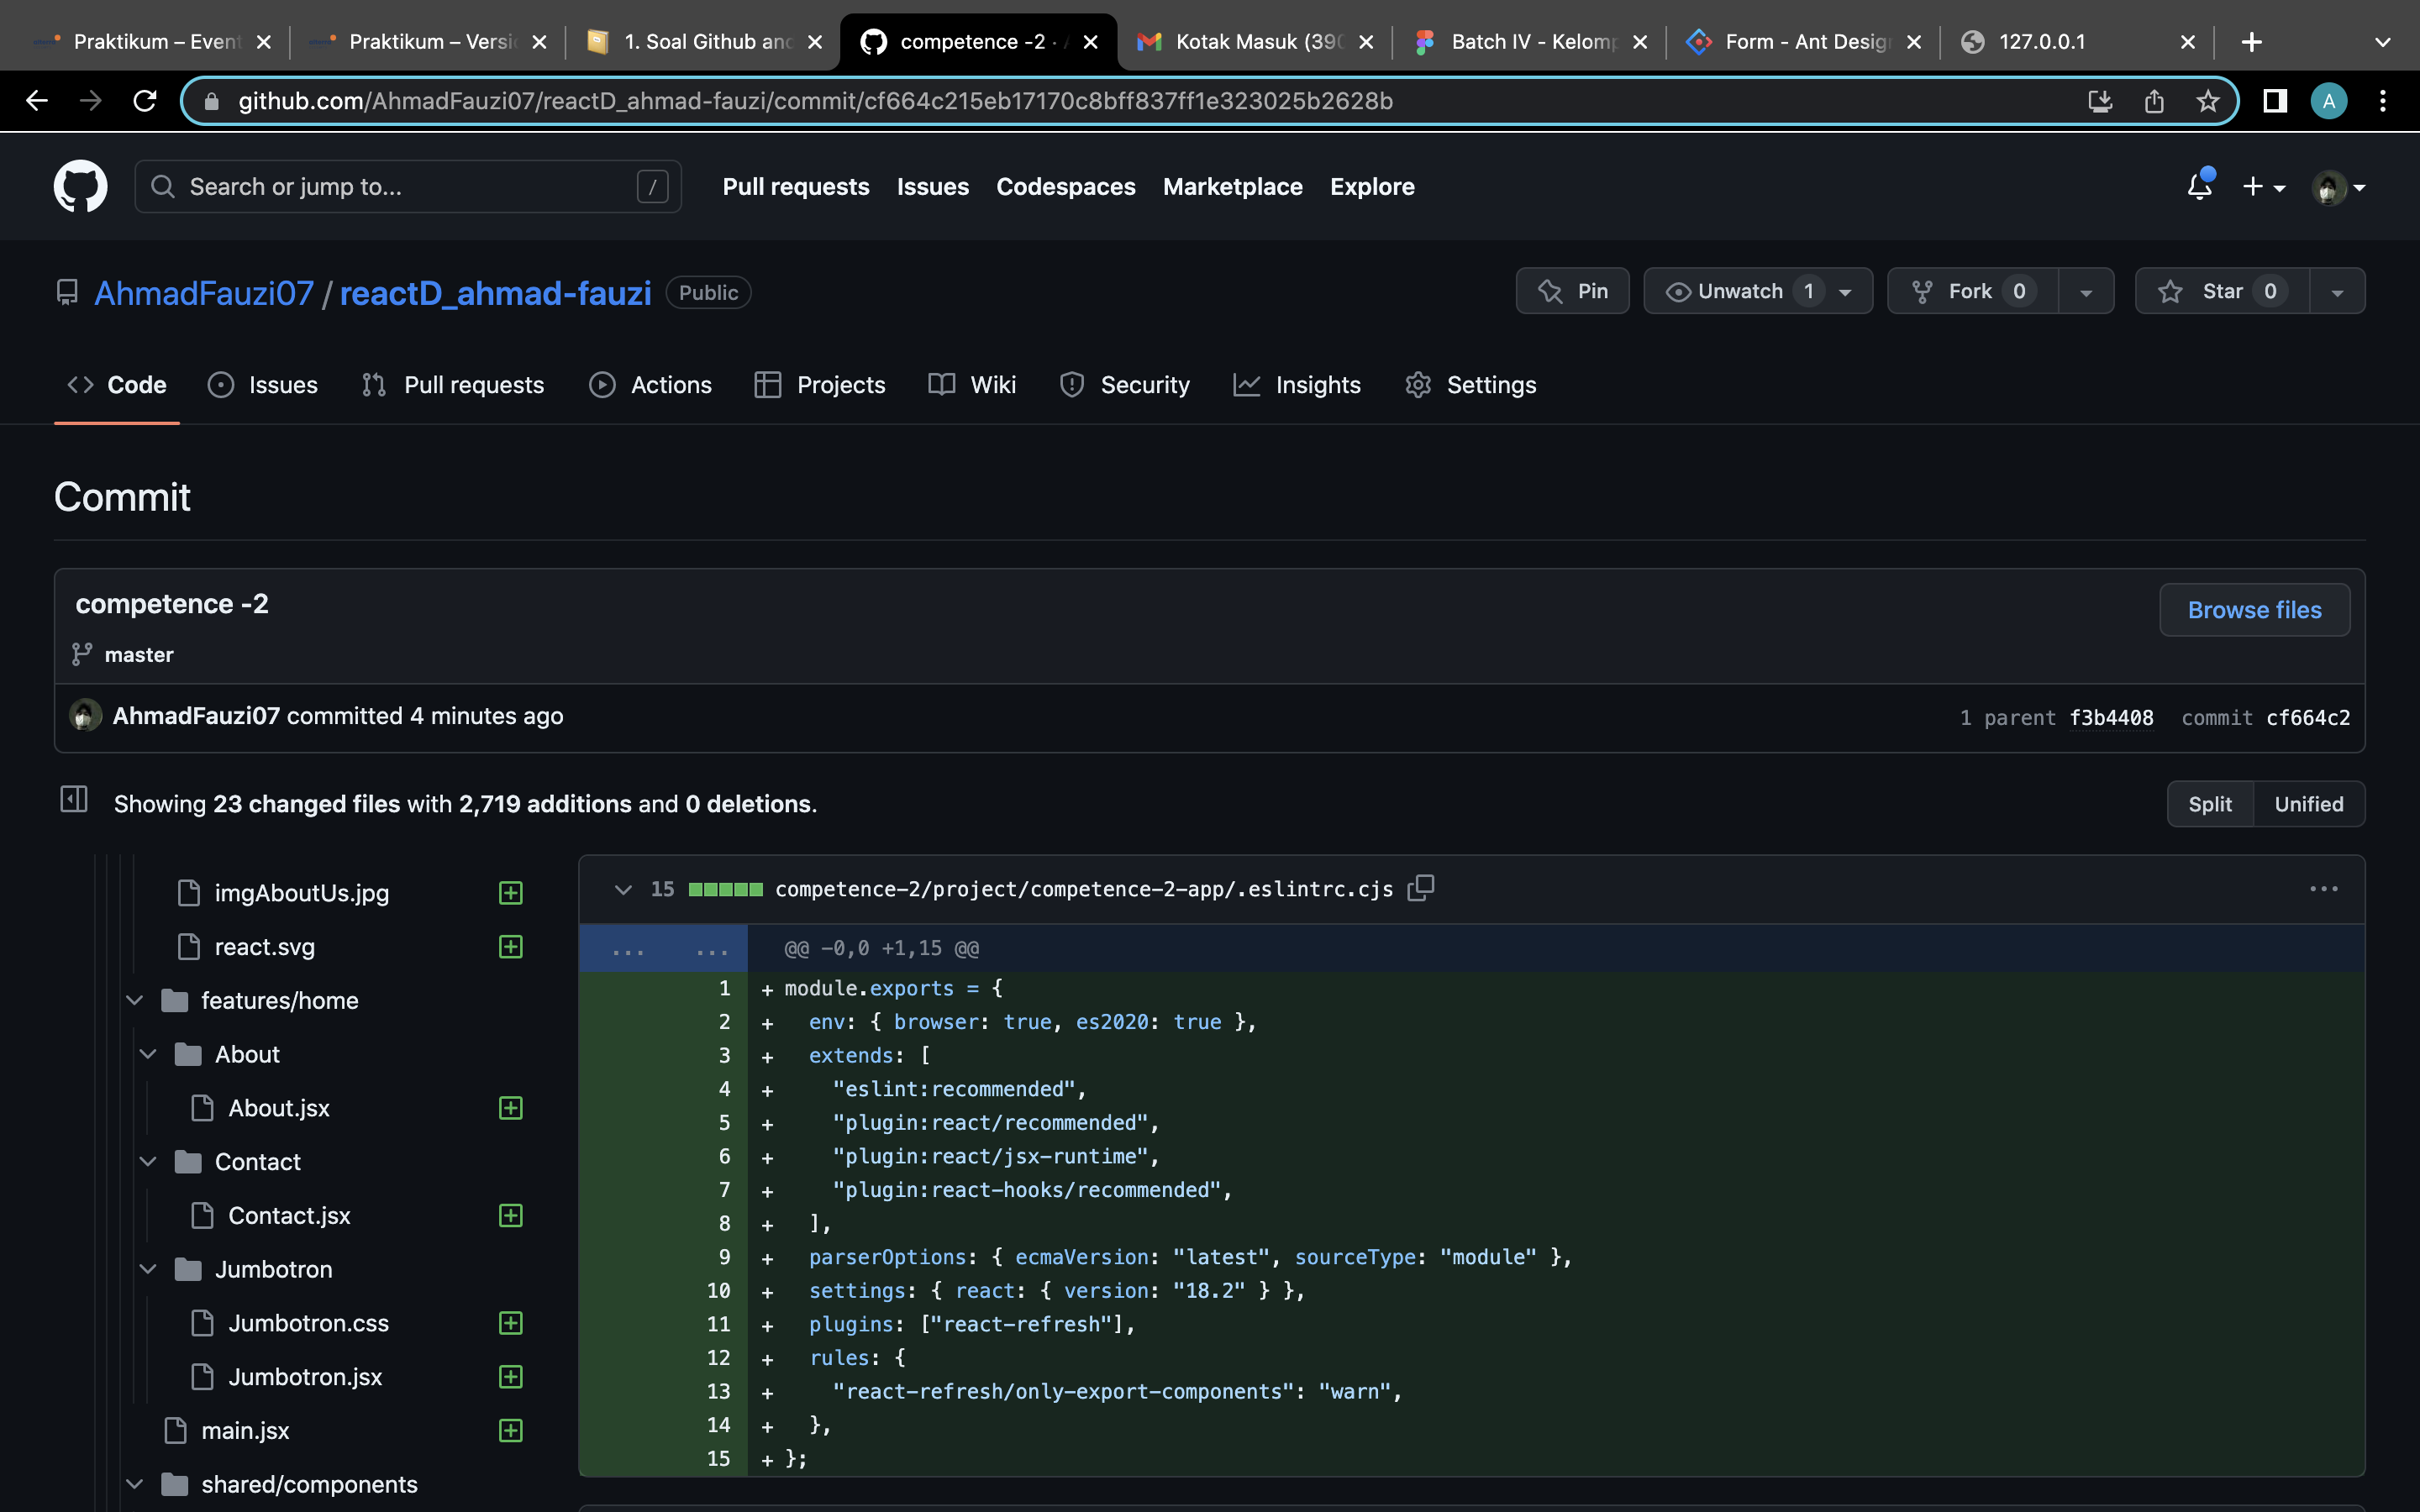 Praktikum – Event
Praktikum – Versi
1. Soal Github and
competence -2 ·
Kotak Masuk (390
Batch IV - Kelomp
Form - Ant Design
127.0.0.1
github.com/AhmadFauzi07/reactD_ahmad-fauzi/commit/cf664c215eb17170c8bff837ff1e323025b2628b
A
Search or jump to...
/
Pull requests
Issues
Codespaces
Marketplace
Explore
AhmadFauzi07 / reactD_ahmad-fauzi
Public
Pin
Unwatch 1
Fork 0
Star 0
Code
Issues
Pull requests
Actions
Projects
Wiki
Security
Insights
Settings
Commit
competence -2
Browse files
master
AhmadFauzi07 committed 4 minutes ago
1 parent f3b4408 commit cf664c2
Showing 23 changed files with 2,719 additions and 0 deletions.
Split
Unified
imgAboutUs.jpg
react.svg
features/home
About
About.jsx
Contact
Contact.jsx
Jumbotron
Jumbotron.css
Jumbotron.jsx
main.jsx
shared/components
15 competence-2/project/competence-2-app/.eslintrc.cjs
... ... @@ -0,0 +1,15 @@
1 + module.exports = {
2 + env: { browser: true, es2020: true },
3 + extends: [
4 + "eslint:recommended",
5 + "plugin:react/recommended",
6 + "plugin:react/jsx-runtime",
7 + "plugin:react-hooks/recommended",
8 + ],
9 + parserOptions: { ecmaVersion: "latest", sourceType: "module" },
10 + settings: { react: { version: "18.2" } },
11 + plugins: ["react-refresh"],
12 + rules: {
13 + "react-refresh/only-export-components": "warn",
14 + },
15 + };